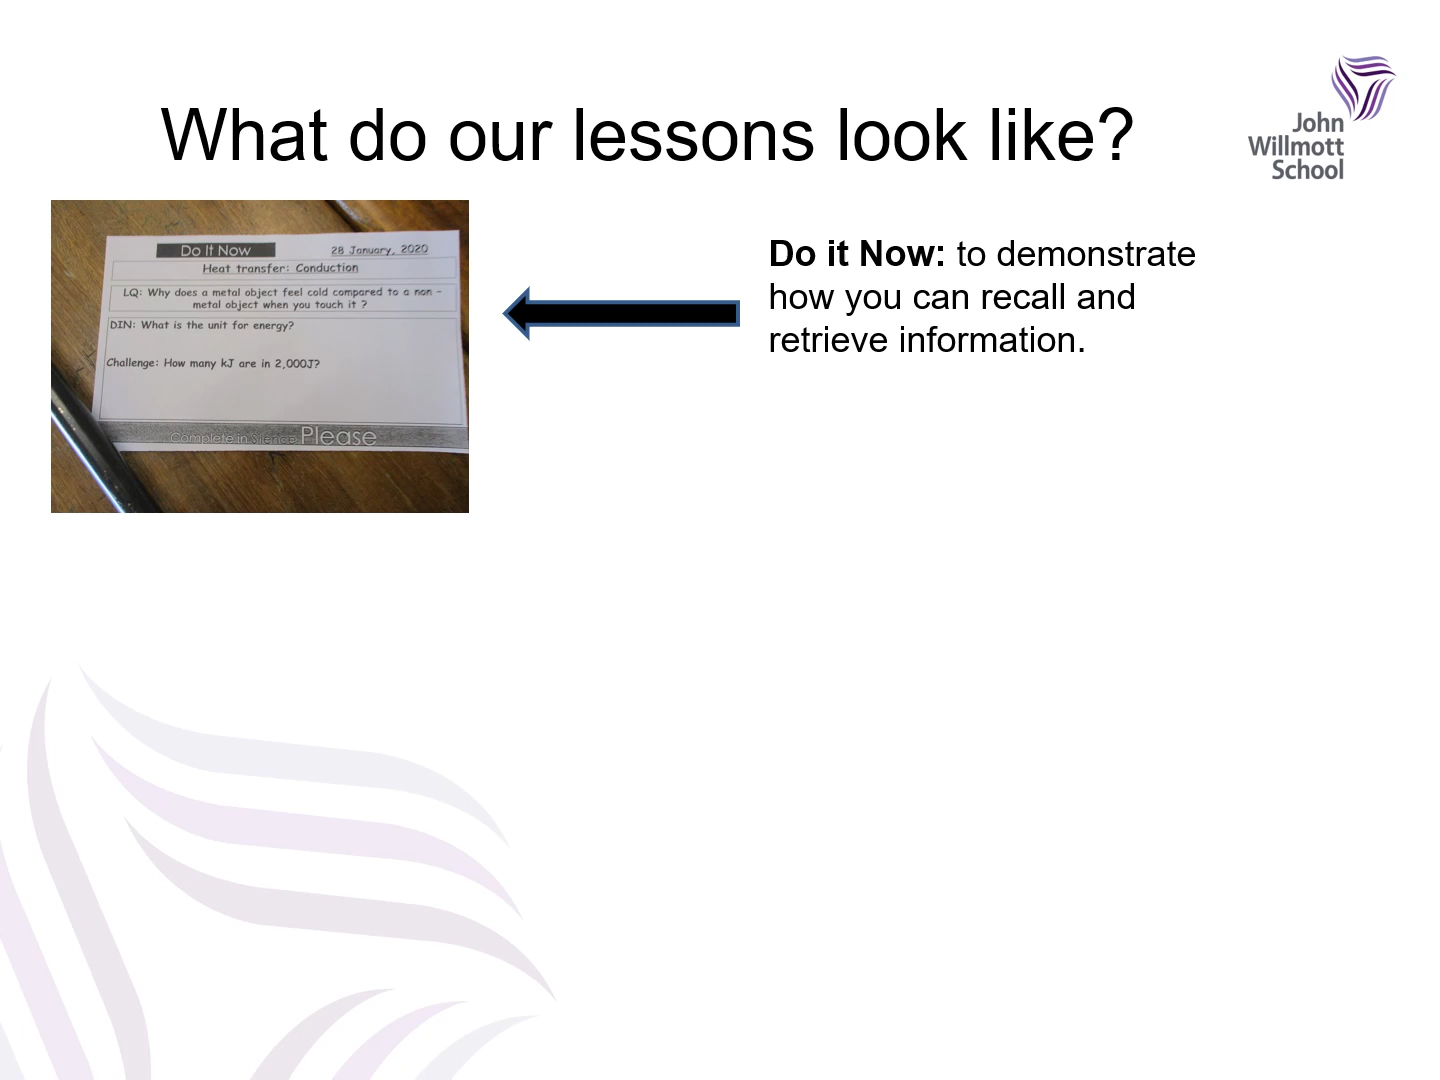 What do our lessons look like?
John
Willmott
School
Do It Now 28 January, 2020
Heat transfer: Conduction
LQ: Why does a metal object feel cold compared to a non -
metal object when you touch it ?
DIN: What is the unit for energy?
Challenge: How many kJ are in 2,000J?
Complete in Silence Please
Do it Now: to demonstrate
how you can recall and
retrieve information.